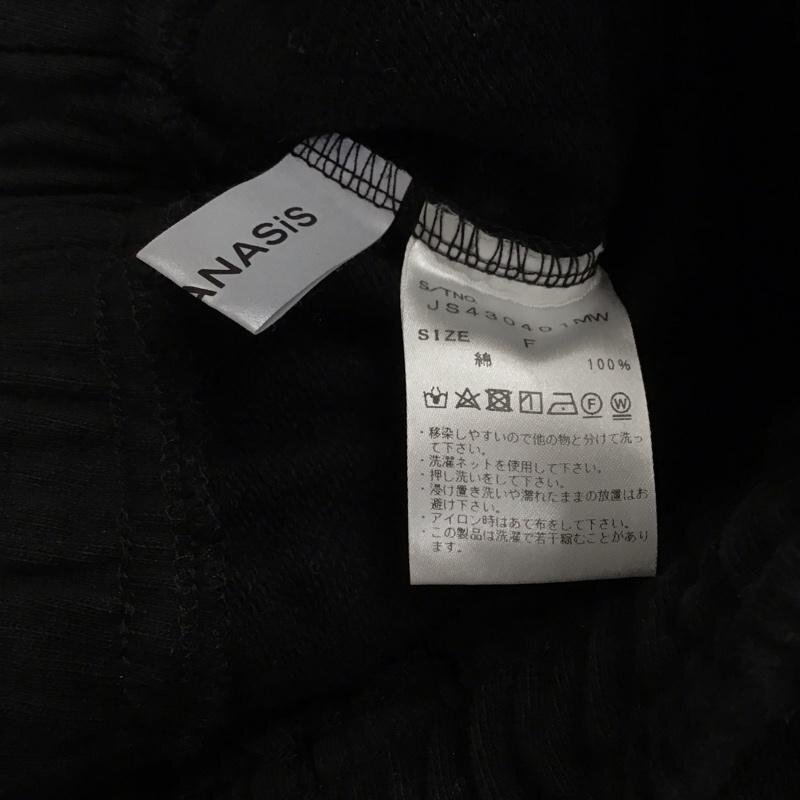 ANASiS
S/TNO.
JS430401MW
SIZE F
綿 100%
F W
・移染しやすいので他の物と分けて洗っ
て下さい。
・洗濯ネットを使用して下さい。
・押し洗いをして下さい。
・浸け置き洗いや濡れたままの放置はお
避け下さい。
・アイロン時はあて布をして下さい。
・この製品は洗濯で若干縮むことがあり
ます。